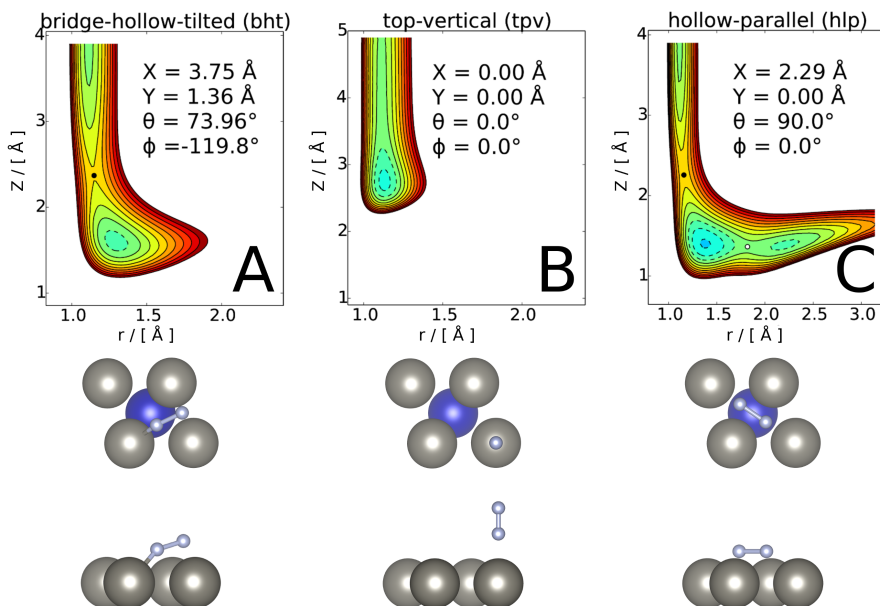 bridge-hollow-tilted (bht)
4
3
2
1
Z / [ Å ]
X = 3.75 Å
Y = 1.36 Å
θ = 73.96°
ϕ =-119.8°
A
1.0 1.5 2.0
r / [ Å ]
top-vertical (tpv)
5
4
3
2
1
Z / [ Å ]
X = 0.00 Å
Y = 0.00 Å
θ = 0.0°
ϕ = 0.0°
B
1.0 1.5 2.0
r / [ Å ]
hollow-parallel (hlp)
4
3
2
1
Z / [ Å ]
X = 2.29 Å
Y = 0.00 Å
θ = 90.0°
ϕ = 0.0°
C
1.0 1.5 2.0 2.5 3.0
r / [ Å ]